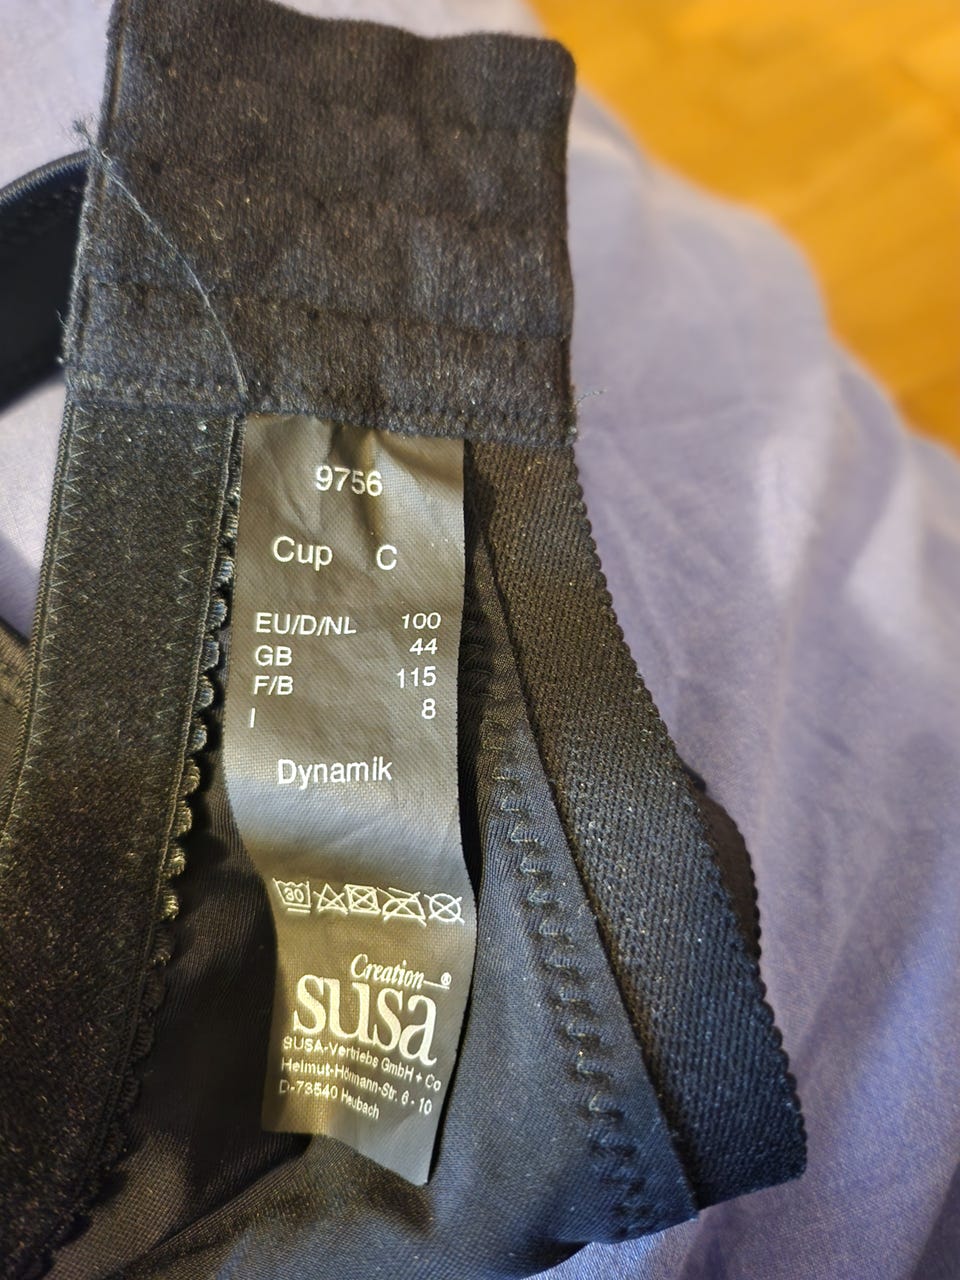 9756
Cup C
EU/D/NL 100
GB 44
F/B 115
I 8
Dynamik
30
Creation ®
susa
SUSA-Vertriebs GmbH + Co
Helmut-Hörmann-Str. 6 - 10
D-73540 Heubach